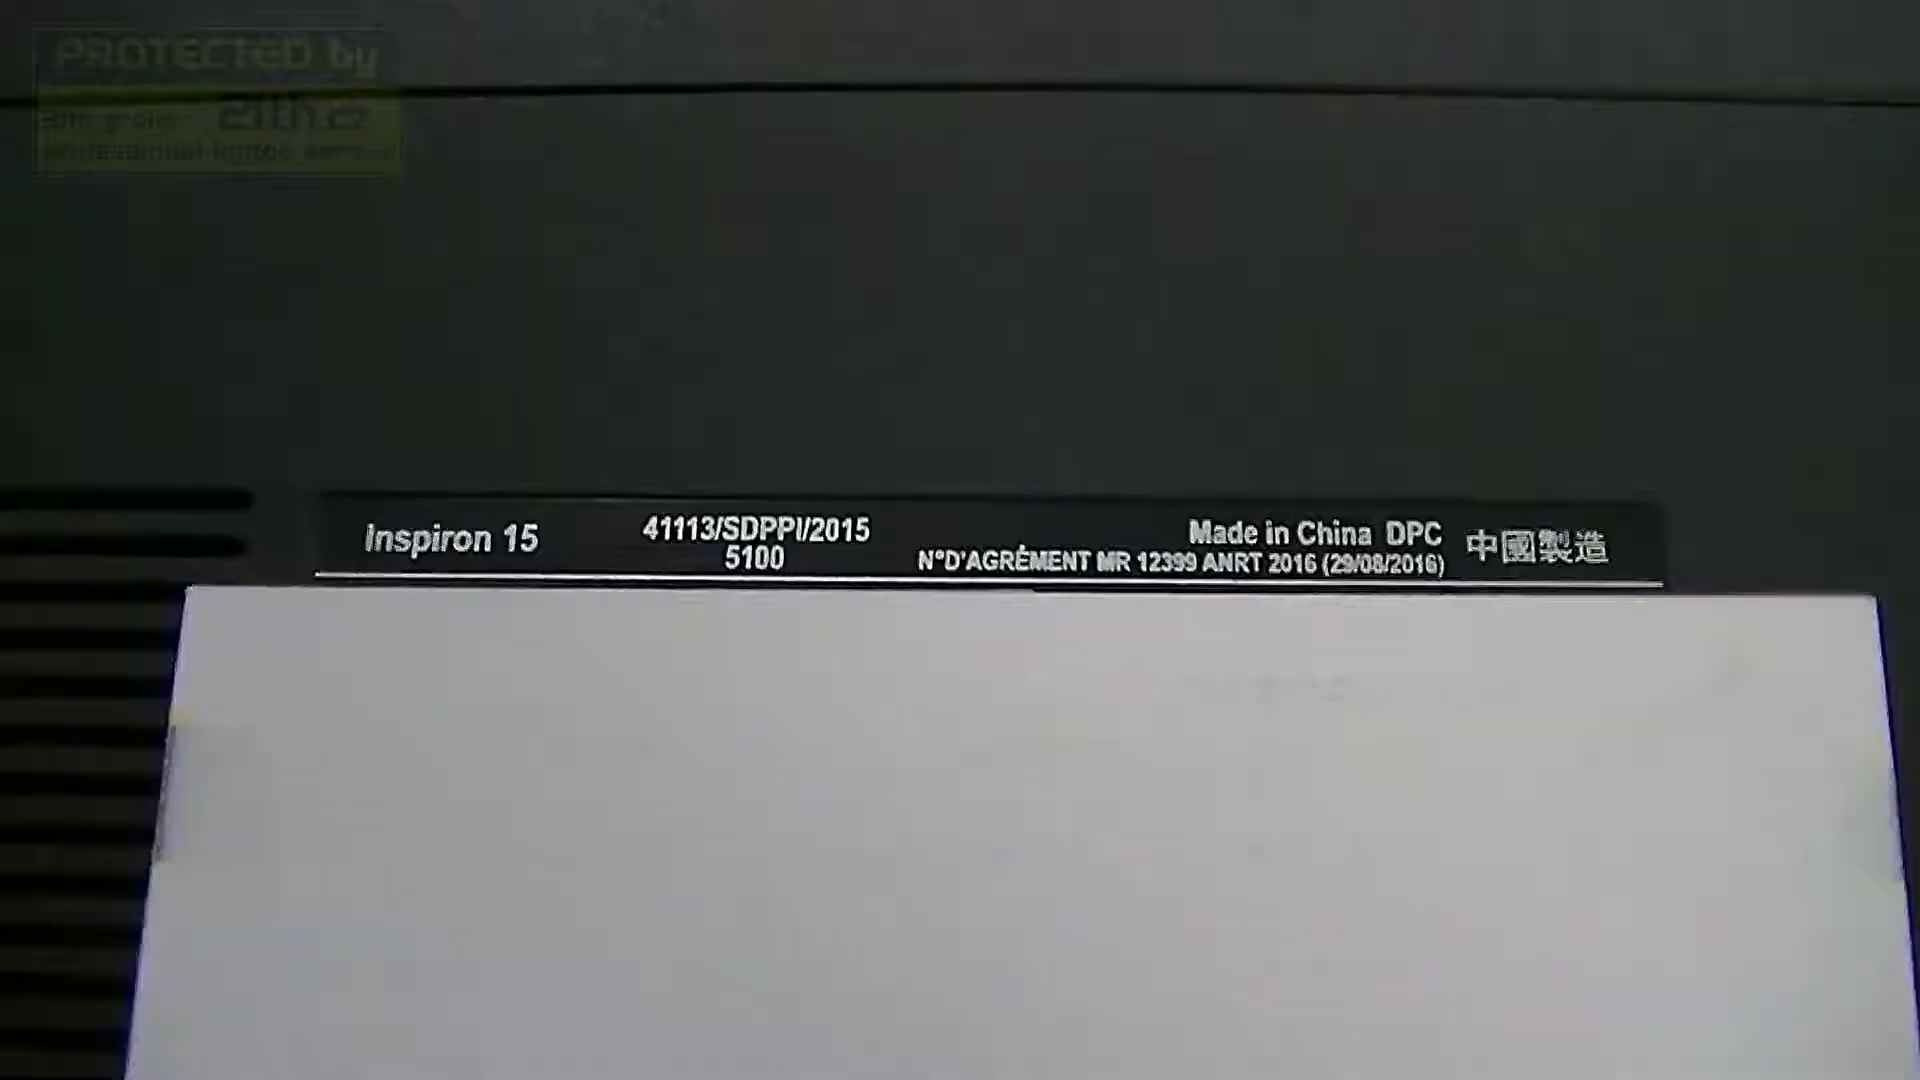 PROTECTED by
Inspiron 15
41113/SDPPI/2015
5100
Made in China DPC
N°D'AGRÉMENT MR 12399 ANRT 2016 (29/08/2016)
中國製造